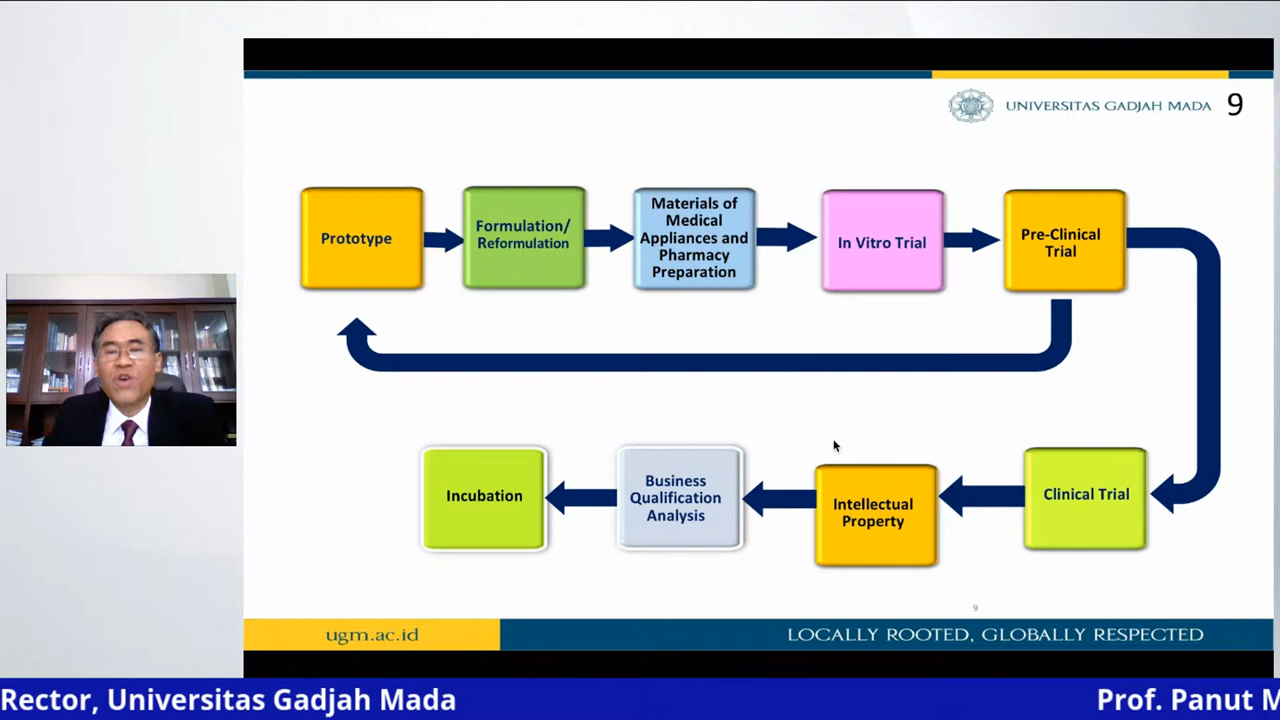 UNIVERSITAS GADJAH MADA
9
Prototype
Formulation/
Reformulation
Materials of
Medical
Appliances and
Pharmacy
Preparation
In Vitro Trial
Pre-Clinical
Trial
Incubation
Business
Qualification
Analysis
Intellectual
Property
Clinical Trial
9
ugm.ac.id
LOCALLY ROOTED, GLOBALLY RESPECTED
Rector, Universitas Gadjah Mada
Prof. Panut M